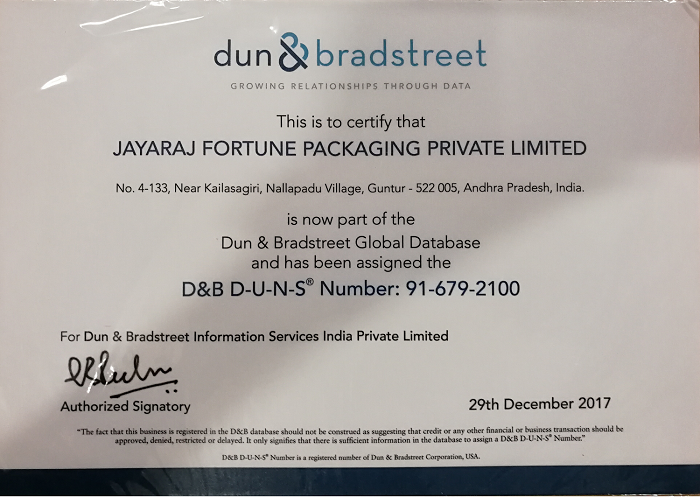 dun & bradstreet
GROWING RELATIONSHIPS THROUGH DATA
This is to certify that
JAYARAJ FORTUNE PACKAGING PRIVATE LIMITED
No. 4-133, Near Kailasagiri, Nallapadu Village, Guntur - 522 005, Andhra Pradesh, India.
is now part of the
Dun & Bradstreet Global Database
and has been assigned the
D&B D-U-N-S® Number: 91-679-2100
For Dun & Bradstreet Information Services India Private Limited
Authorized Signatory
29th December 2017
"The fact that this business is registered in the D&B database should not be construed as suggesting that credit or any other financial or business transaction should be
approved, denied, restricted or delayed. It only signifies that there is sufficient information in the database to assign a D&B D-U-N-S® Number."
D&B D-U-N-S® Number is a registered number of Dun & Bradstreet Corporation, USA.